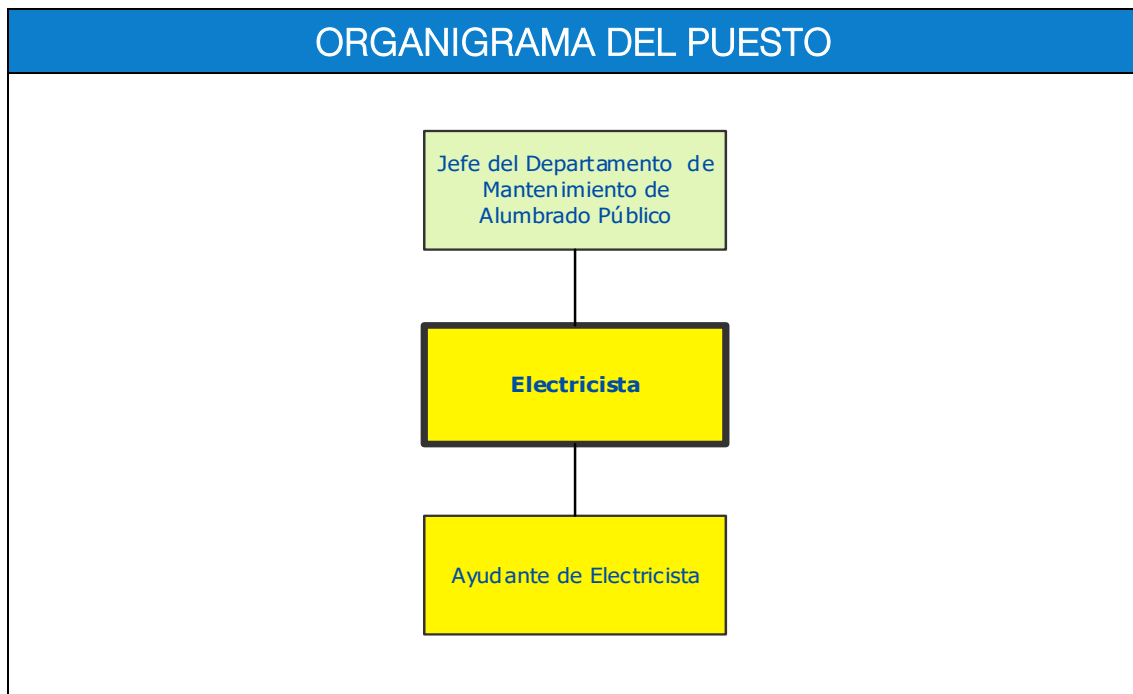 ORGANIGRAMA DEL PUESTO
Jefe del Departamento de
Mantenimiento de
Alumbrado Público
Electricista
Ayudante de Electricista